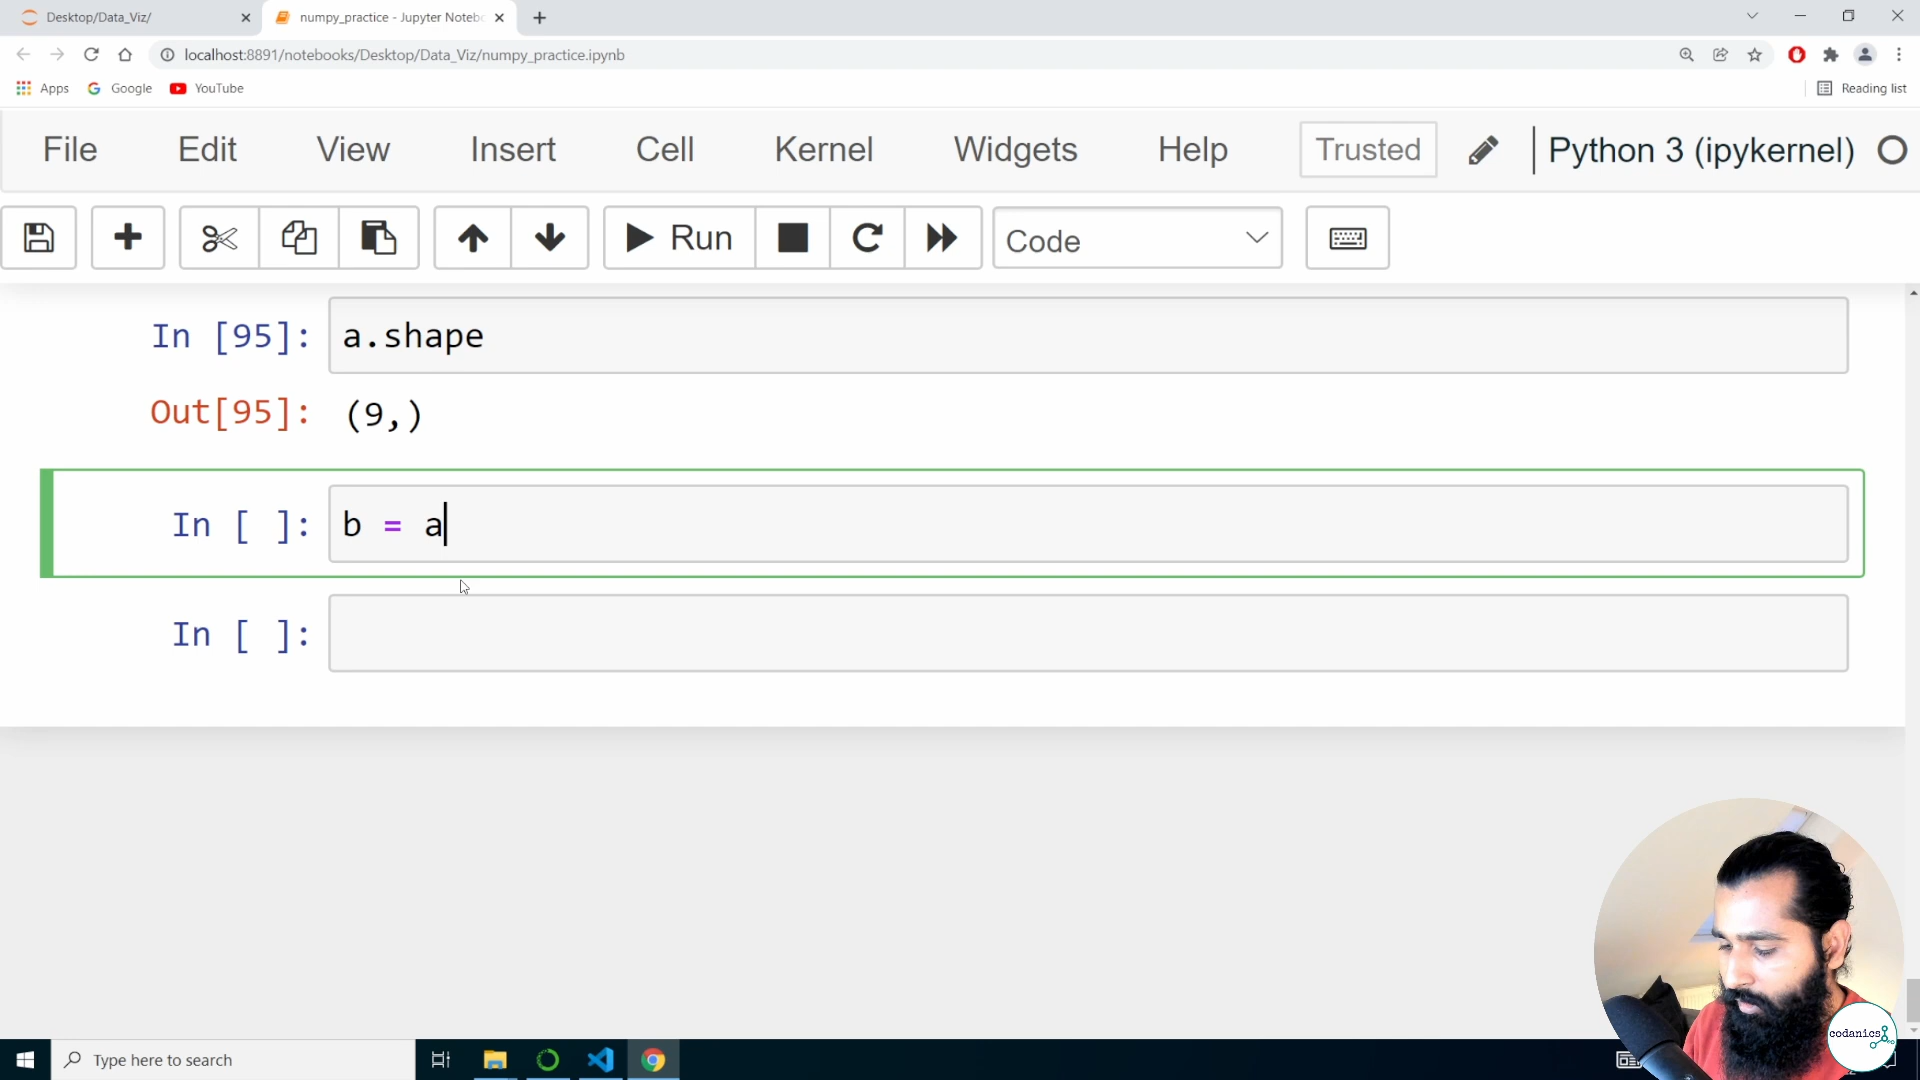 Desktop/Data_Viz/
numpy_practice - Jupyter Noteb
localhost:8891/notebooks/Desktop/Data_Viz/numpy_practice.ipynb
Apps
Google
YouTube
Reading list
File
Edit
View
Insert
Cell
Kernel
Widgets
Help
Trusted
Python 3 (ipykernel)
Run
Code
In [95]: a.shape
Out[95]: (9,)
In [ ]: b = a
In [ ]:
Type here to search
codanics